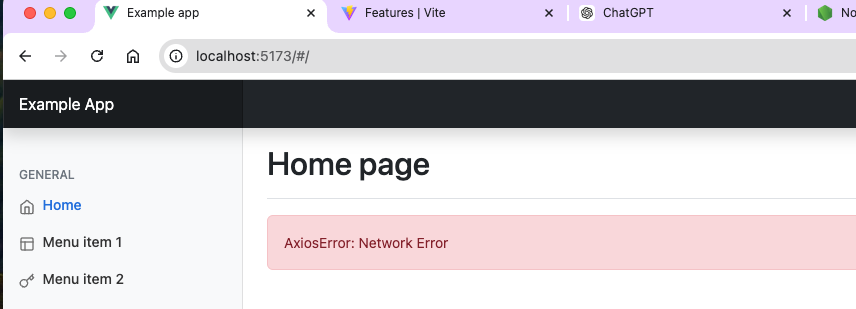 Example app
Features | Vite
ChatGPT
No
localhost:5173/#/
Example App
Home page
GENERAL
Home
AxiosError: Network Error
Menu item 1
Menu item 2